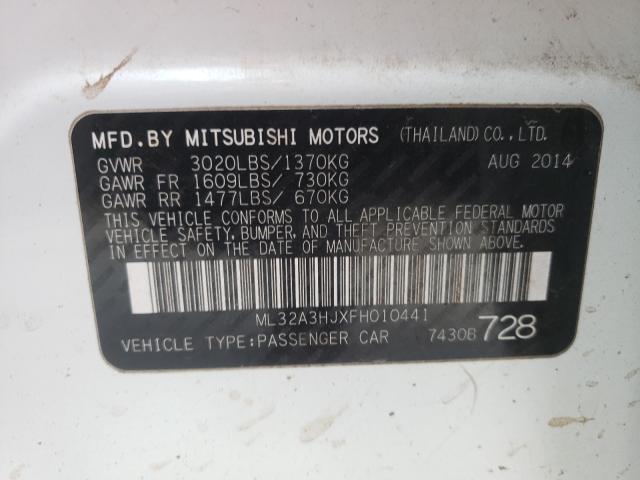 MFD.BY MITSUBISHI MOTORS (THAILAND)CO.,LTD.
GVWR 3020LBS/1370KG AUG 2014
GAWR FR 1609LBS/ 730KG
GAWR RR 1477LBS/ 670KG
THIS VEHICLE CONFORMS TO ALL APPLICABLE FEDERAL MOTOR
VEHICLE SAFETY, BUMPER, AND THEFT PREVENTION STANDARDS
IN EFFECT ON THE DATE OF MANUFACTURE SHOWN ABOVE.
ML32A3HJXFH010441
VEHICLE TYPE:PASSENGER CAR 7430B 728